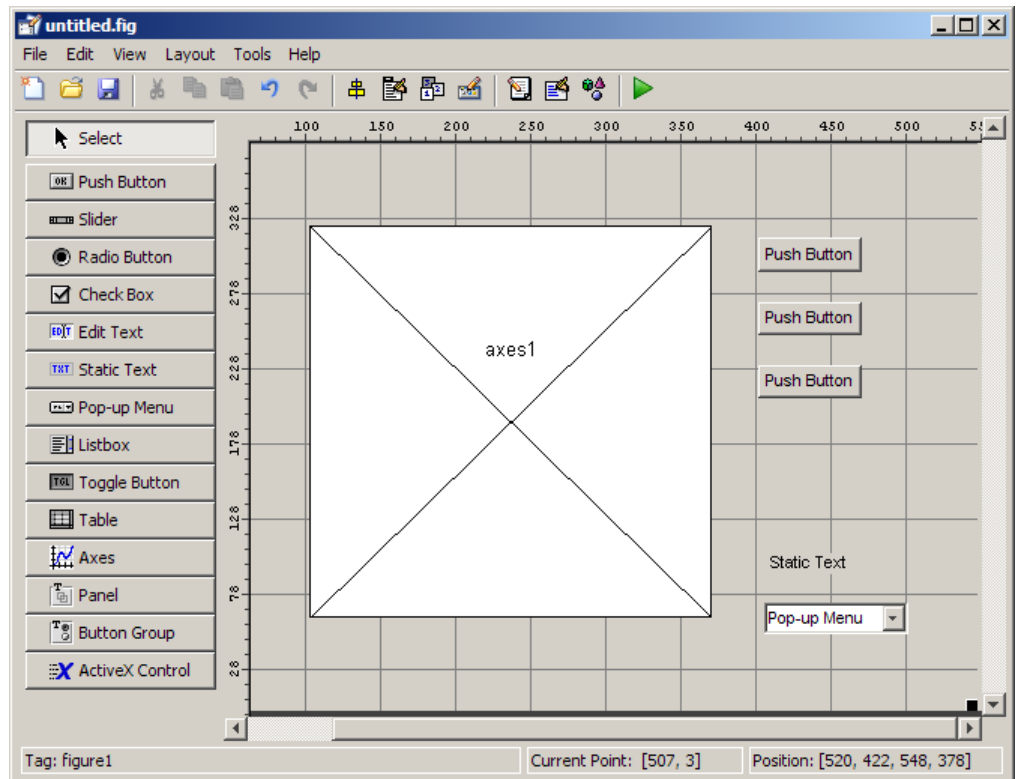 untitled.fig
File Edit View Layout Tools Help
Select
Push Button
Slider
Radio Button
Check Box
Edit Text
Static Text
Pop-up Menu
Listbox
Toggle Button
Table
Axes
Panel
Button Group
ActiveX Control
100 150 200 250 300 350 400 450 500
328
278
228
178
128
78
28
axes1
Push Button
Push Button
Push Button
Static Text
Pop-up Menu
Tag: figure1
Current Point: [507, 3]
Position: [520, 422, 548, 378]